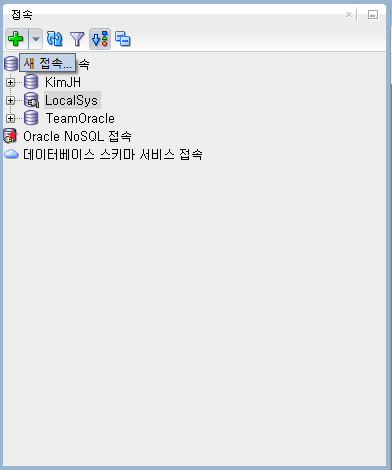 접속
새 접속...
속
KimJH
LocalSys
TeamOracle
Oracle NoSQL 접속
데이터베이스 스키마 서비스 접속